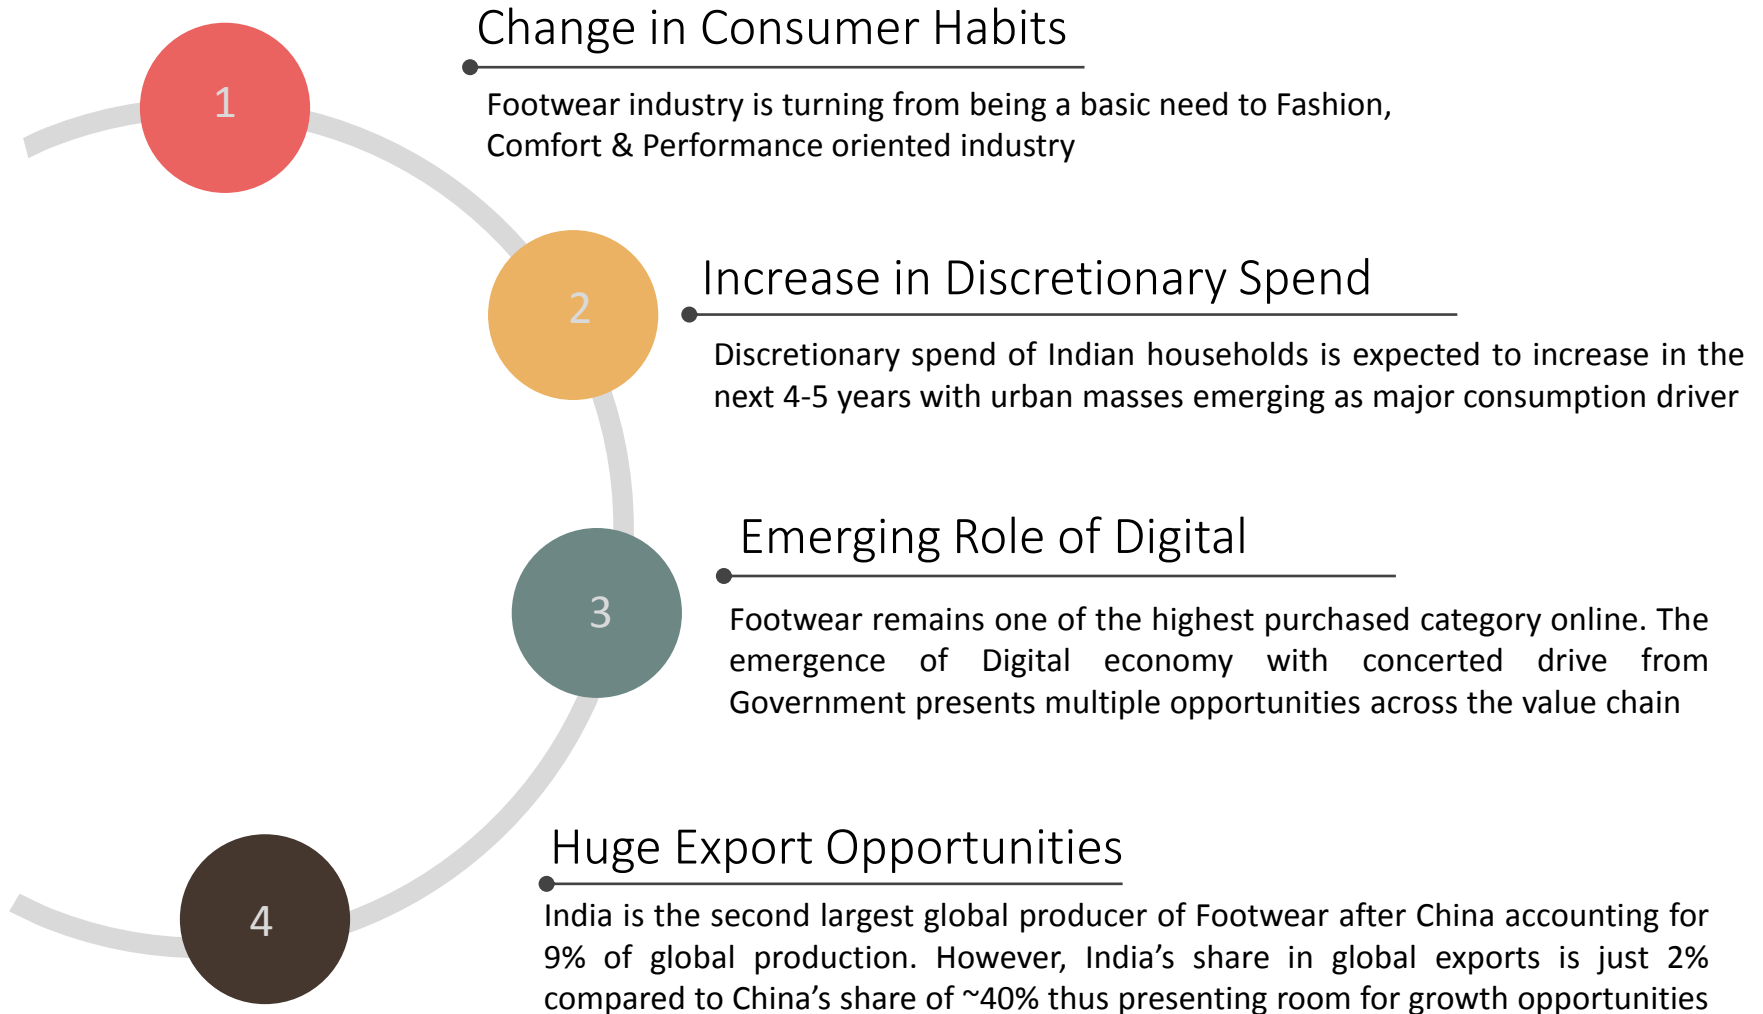 1
Change in Consumer Habits
Footwear industry is turning from being a basic need to Fashion,
Comfort & Performance oriented industry
2
Increase in Discretionary Spend
Discretionary spend of Indian households is expected to increase in the
next 4-5 years with urban masses emerging as major consumption driver
3
Emerging Role of Digital
Footwear remains one of the highest purchased category online. The
emergence of Digital economy with concerted drive from
Government presents multiple opportunities across the value chain
4
Huge Export Opportunities
India is the second largest global producer of Footwear after China accounting for
9% of global production. However, India’s share in global exports is just 2%
compared to China’s share of ~40% thus presenting room for growth opportunities